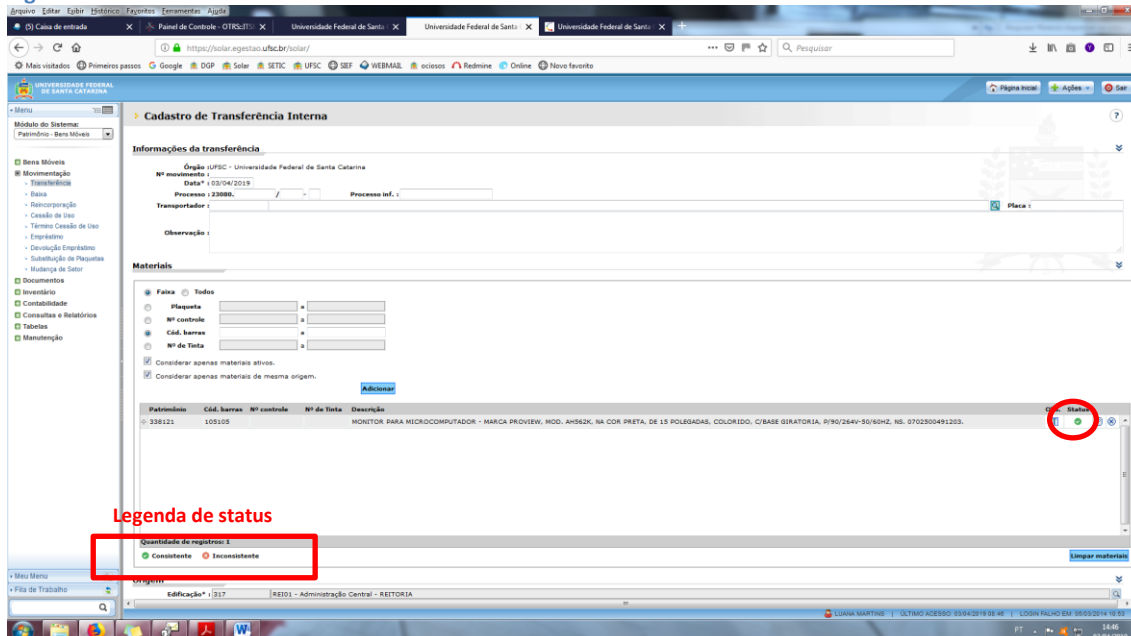 Arquivo Editar Exibir Histórico Favoritos Ferramentas Ajuda
(5) Caixa de entrada
Painel de Controle - OTRS::ITSM
Universidade Federal de Santa
Universidade Federal de Santa
Universidade Federal de Santa
https://solar.egestao.ufsc.br/solar/
Pesquisar
Mais visitados Primeiros passos Google DGP Solar SETIC UFSC SIEF WEBMAIL ociosos Redmine Online Novo favorito
UNIVERSIDADE FEDERAL
DE SANTA CATARINA
Página Inicial Ações Sair
Menu
Módulo do Sistema:
Patrimônio - Bens Móveis
Bens Móveis
Movimentação
Transferência
Baixa
Reincorporação
Cessão de Uso
Término Cessão de Uso
Empréstimo
Devolução Empréstimo
Substituição de Plaquetas
Mudança de Setor
Documentos
Inventário
Contabilidade
Consultas e Relatórios
Tabelas
Manutenção
Cadastro de Transferência Interna
?
Informações da transferência
Órgão : UFSC - Universidade Federal de Santa Catarina
Nº movimento :
Data* : 03/04/2019
Processo : 23080. / - Processo inf. :
Transportador : Placa :
Observação :
Materiais
Faixa Todos
Plaqueta a
Nº controle a
Cód. barras a
Nº de Tinta a
Considerar apenas materiais ativos.
Considerar apenas materiais de mesma origem.
Adicionar
Patrimônio Cód. barras Nº controle Nº de Tinta Descrição Status
338121 105105 MONITOR PARA MICROCOMPUTADOR - MARCA PROVIEW, MOD. AH562K, NA COR PRETA, DE 15 POLEGADAS, COLORIDO, C/BASE GIRATORIA, P/90/264V-50/60HZ, NS. 0702500491203.
Legenda de status
Quantidade de registros: 1
Consistente Inconsistente
Limpar materiais
Origem
Edificação* : 317 REI01 - Administração Central - REITORIA
Meu Menu
Fila de Trabalho
LUANA MARTINS | ÚLTIMO ACESSO: 03/04/2019 08:46 | LOGIN FALHO EM: 05/03/2014 10:53
PT
14:46